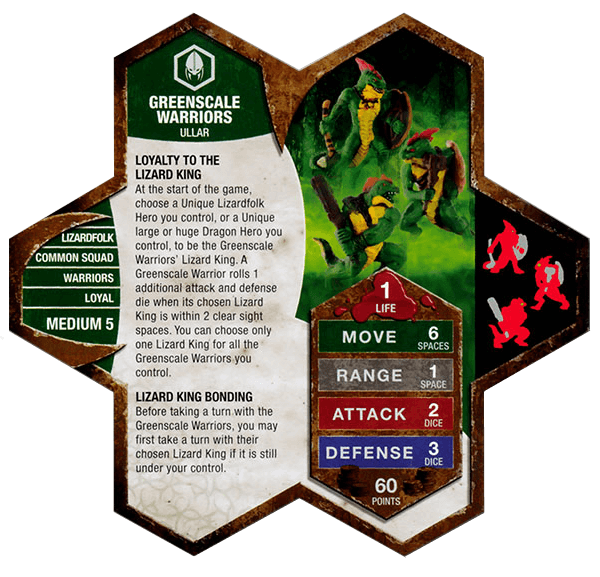 GREENSCALE
WARRIORS
ULLAR
LOYALTY TO THE
LIZARD KING
At the start of the game,
choose a Unique Lizardfolk
Hero you control, or a Unique
large or huge Dragon Hero you
control, to be the Greenscale
Warriors' Lizard King. A
Greenscale Warrior rolls 1
additional attack and defense
die when its chosen Lizard
King is within 2 clear sight
spaces. You can choose only
one Lizard King for all the
Greenscale Warriors you
control.
LIZARD KING BONDING
Before taking a turn with the
Greenscale Warriors, you may
first take a turn with their
chosen Lizard King if it is still
under your control.
LIZARDFOLK
COMMON SQUAD
WARRIORS
LOYAL
MEDIUM 5
1
LIFE
MOVE 6
SPACES
RANGE 1
SPACE
ATTACK 2
DICE
DEFENSE 3
DICE
60
POINTS